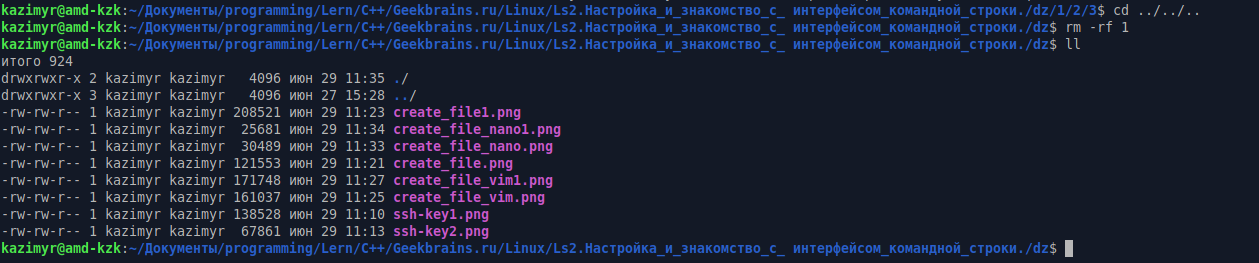 kazimyr@amd-kzk:~/Документы/programming/Lern/C++/Geekbrains.ru/Linux/Ls2.Настройка_и_знакомство_с_ интерфейсом_командной_строки./dz/1/2/3$ cd ../../..
kazimyr@amd-kzk:~/Документы/programming/Lern/C++/Geekbrains.ru/Linux/Ls2.Настройка_и_знакомство_с_ интерфейсом_командной_строки./dz$ rm -rf 1
kazimyr@amd-kzk:~/Документы/programming/Lern/C++/Geekbrains.ru/Linux/Ls2.Настройка_и_знакомство_с_ интерфейсом_командной_строки./dz$ ll
итого 924
drwxrwxr-x 2 kazimyr kazimyr   4096 июн 29 11:35 ./
drwxrwxr-x 3 kazimyr kazimyr   4096 июн 27 15:28 ../
-rw-rw-r-- 1 kazimyr kazimyr 208521 июн 29 11:23 create_file1.png
-rw-rw-r-- 1 kazimyr kazimyr  25681 июн 29 11:34 create_file_nano1.png
-rw-rw-r-- 1 kazimyr kazimyr  30489 июн 29 11:33 create_file_nano.png
-rw-rw-r-- 1 kazimyr kazimyr 121553 июн 29 11:21 create_file.png
-rw-rw-r-- 1 kazimyr kazimyr 171748 июн 29 11:27 create_file_vim1.png
-rw-rw-r-- 1 kazimyr kazimyr 161037 июн 29 11:25 create_file_vim.png
-rw-rw-r-- 1 kazimyr kazimyr 138528 июн 29 11:10 ssh-key1.png
-rw-rw-r-- 1 kazimyr kazimyr  67861 июн 29 11:13 ssh-key2.png
kazimyr@amd-kzk:~/Документы/programming/Lern/C++/Geekbrains.ru/Linux/Ls2.Настройка_и_знакомство_с_ интерфейсом_командной_строки./dz$